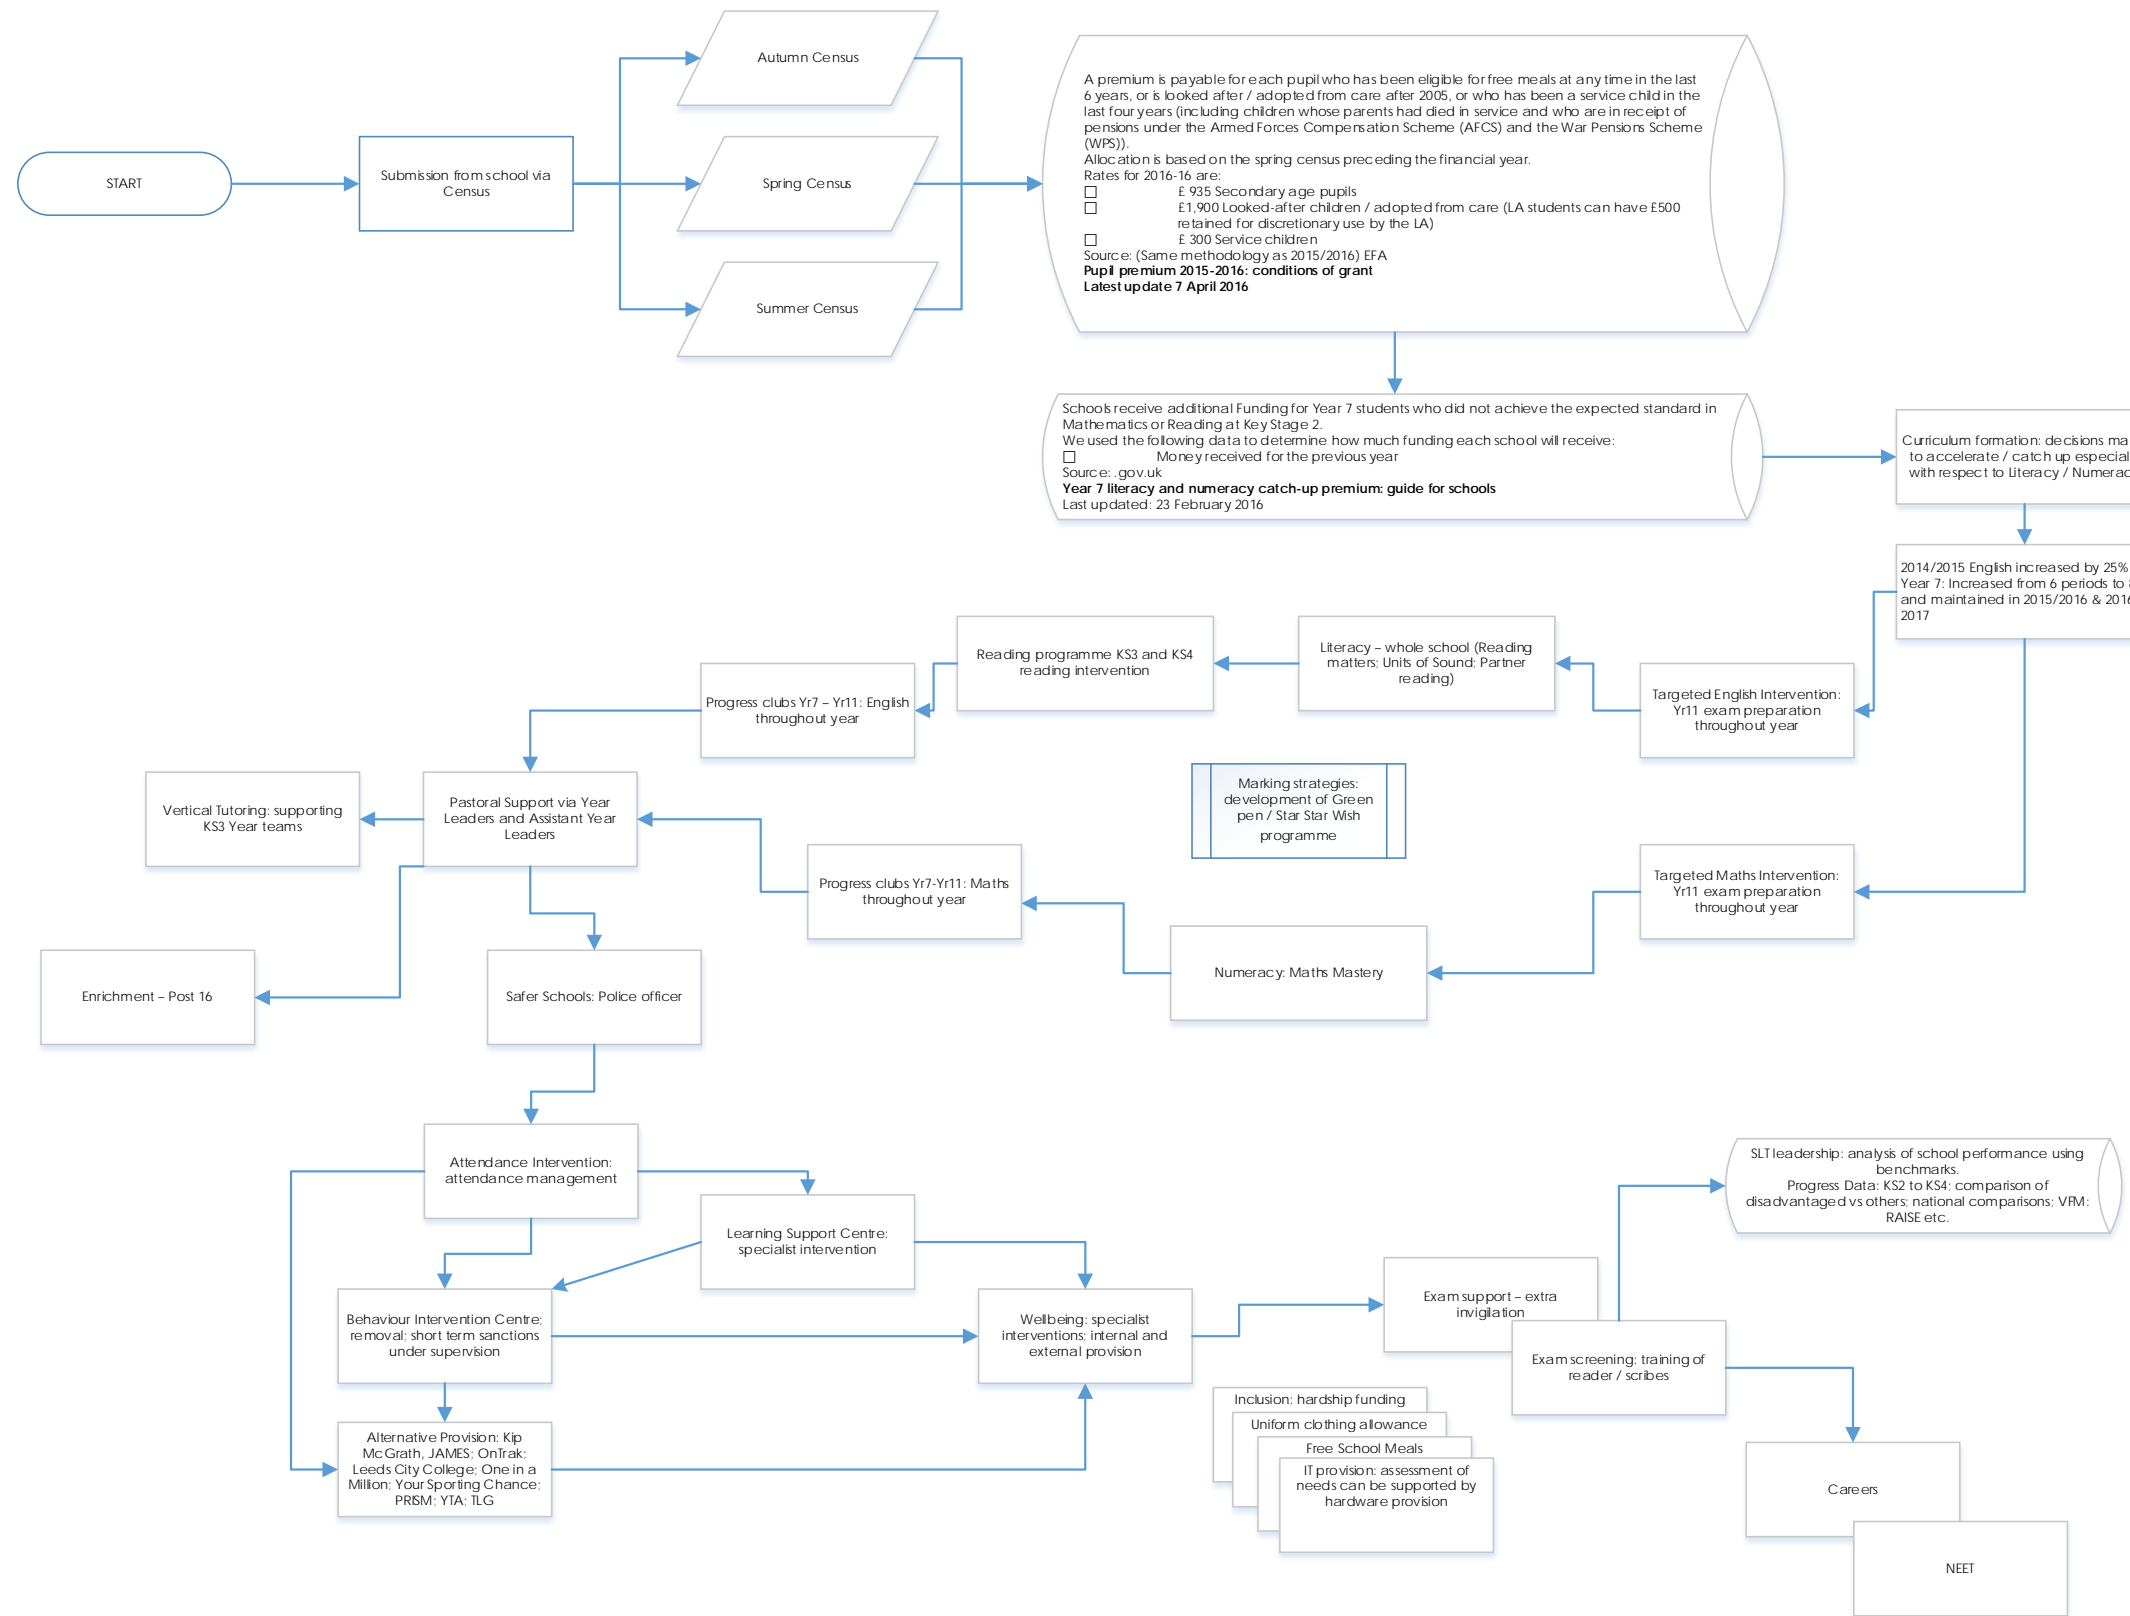 START
Submission from school via
Census
Autumn Census
Spring Census
Summer Census
A premium is payable for each pupil who has been eligible for free meals at any time in the last
6 years, or is looked after / adopted from care after 2005, or who has been a service child in the
last four years (including children whose parents had died in service and who are in receipt of
pensions under the Armed Forces Compensation Scheme (AFCS) and the War Pensions Scheme
(WPS)).
Allocation is based on the spring census preceding the financial year.
Rates for 2016-16 are:
☐ £ 935 Secondary age pupils
☐ £1,900 Looked-after children / adopted from care (LA students can have £500
retained for discretionary use by the LA)
☐ £ 300 Service children
Source: (Same methodology as 2015/2016) EFA
Pupil premium 2015-2016: conditions of grant
Latest update 7 April 2016
Schools receive additional Funding for Year 7 students who did not achieve the expected standard in
Mathematics or Reading at Key Stage 2.
We used the following data to determine how much funding each school will receive:
☐ Money received for the previous year
Source: .gov.uk
Year 7 literacy and numeracy catch-up premium: guide for schools
Last updated: 23 February 2016
Curriculum formation: decisions ma
to accelerate / catch up especial
with respect to Literacy / Numerac
2014/2015 English increased by 25%
Year 7: Increased from 6 periods to
and maintained in 2015/2016 & 2016
2017
Targeted English Intervention:
Yr11 exam preparation
throughout year
Literacy – whole school (Reading
matters; Units of Sound; Partner
reading)
Reading programme KS3 and KS4
reading intervention
Progress clubs Yr7 – Yr11: English
throughout year
Marking strategies:
development of Green
pen / Star Star Wish
programme
Targeted Maths Intervention:
Yr11 exam preparation
throughout year
Numeracy: Maths Mastery
Progress clubs Yr7-Yr11: Maths
throughout year
Pastoral Support via Year
Leaders and Assistant Year
Leaders
Vertical Tutoring: supporting
KS3 Year teams
Enrichment – Post 16
Safer Schools: Police officer
Attendance Intervention:
attendance management
Learning Support Centre:
specialist intervention
Behaviour Intervention Centre;
removal; short term sanctions
under supervision
Alternative Provision: Kip
McGrath, JAMES; OnTrak;
Leeds City College; One in a
Million; Your Sporting Chance;
PRISM; YTA; TLG
Wellbeing: specialist
interventions; internal and
external provision
Inclusion: hardship funding
Uniform clothing allowance
Free School Meals
IT provision: assessment of
needs can be supported by
hardware provision
Exam support – extra
invigilation
Exam screening: training of
reader / scribes
SLT leadership: analysis of school performance using
benchmarks.
Progress Data: KS2 to KS4; comparison of
disadvantaged vs others; national comparisons; VFM:
RAISE etc.
Careers
NEET